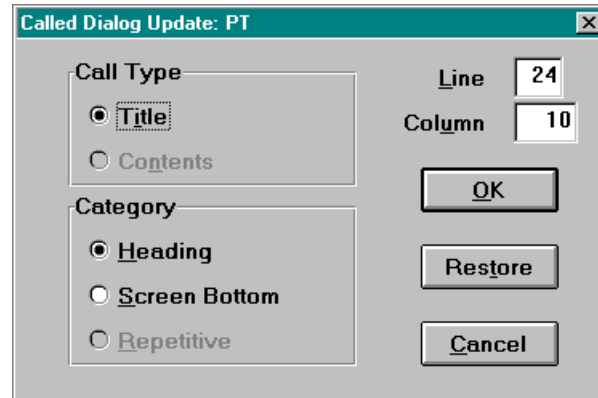 Called Dialog Update: PT
Call Type
Title
Contents
Category
Heading
Screen Bottom
Repetitive
Line 24
Column 10
OK
Restore
Cancel